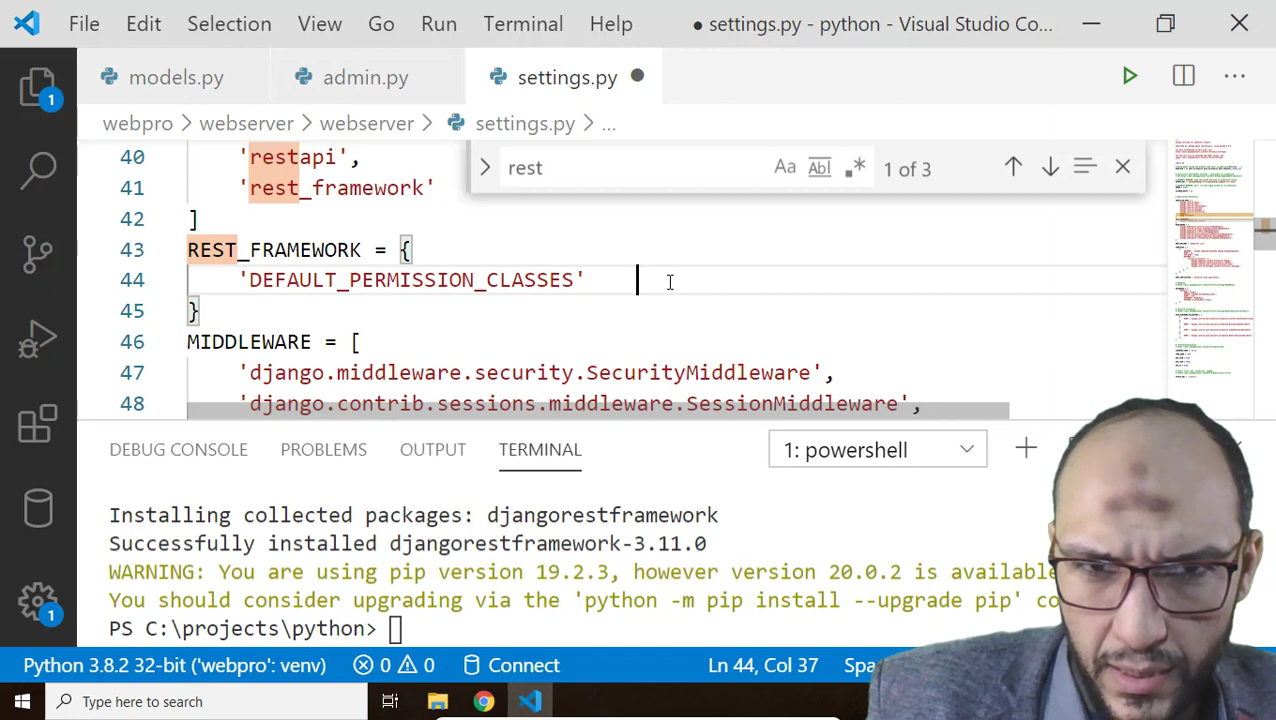 File Edit Selection View Go Run Terminal Help ● settings.py - python - Visual Studio Co...
models.py admin.py settings.py
webpro > webserver > webserver > settings.py > ...
rest Aa Abl .* 1 of 3
40 'restapi',
41 'rest_framework'
42 ]
43 REST_FRAMEWORK = {
44 'DEFAULT_PERMISSION_CLASSES'
45 }
46 MIDDLEWARE = [
47 'django.middleware.security.SecurityMiddleware',
48 'django.contrib.sessions.middleware.SessionMiddleware',
1
1
DEBUG CONSOLE PROBLEMS OUTPUT TERMINAL 1: powershell
Installing collected packages: djangorestframework
Successfully installed djangorestframework-3.11.0
WARNING: You are using pip version 19.2.3, however version 20.0.2 is available
You should consider upgrading via the 'python -m pip install --upgrade pip' co
PS C:\projects\python>
Python 3.8.2 32-bit ('webpro': venv) 0 0 Connect Ln 44, Col 37 Spa
Type here to search